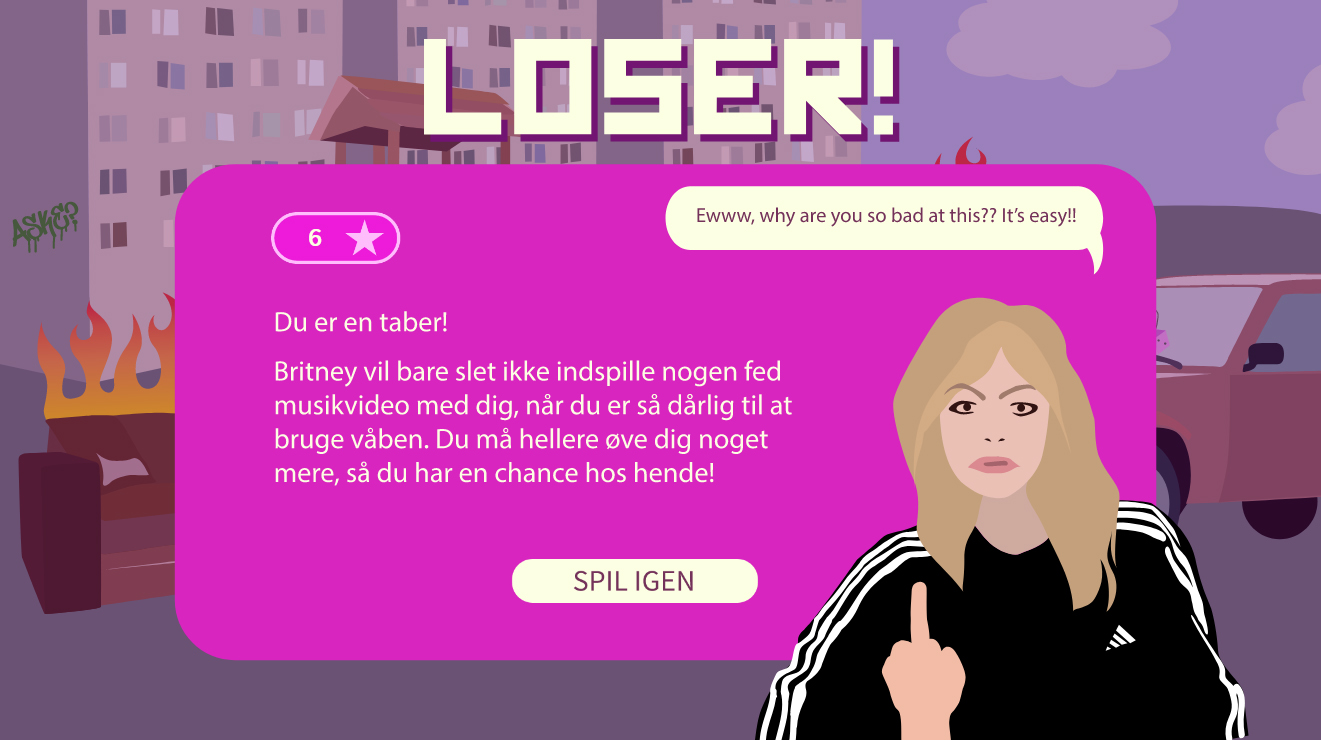 LOSER!
Ewww, why are you so bad at this?? It's easy!!
ASKE?
6
Du er en taber!
Britney vil bare slet ikke indspille nogen fed
musikvideo med dig, når du er så dårlig til at
bruge våben. Du må hellere øve dig noget
mere, så du har en chance hos hende!
SPIL IGEN